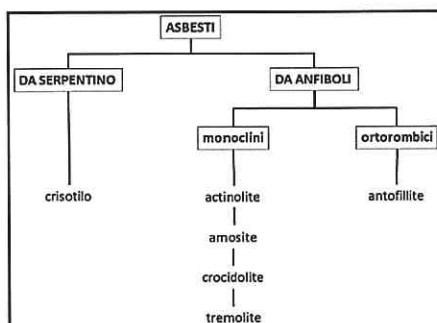 ASBESTI
DA SERPENTINO
DA ANFIBOLI
monoclini
ortorombici
crisotilo
actinolite
antofillite
amosite
crocidolite
tremolite